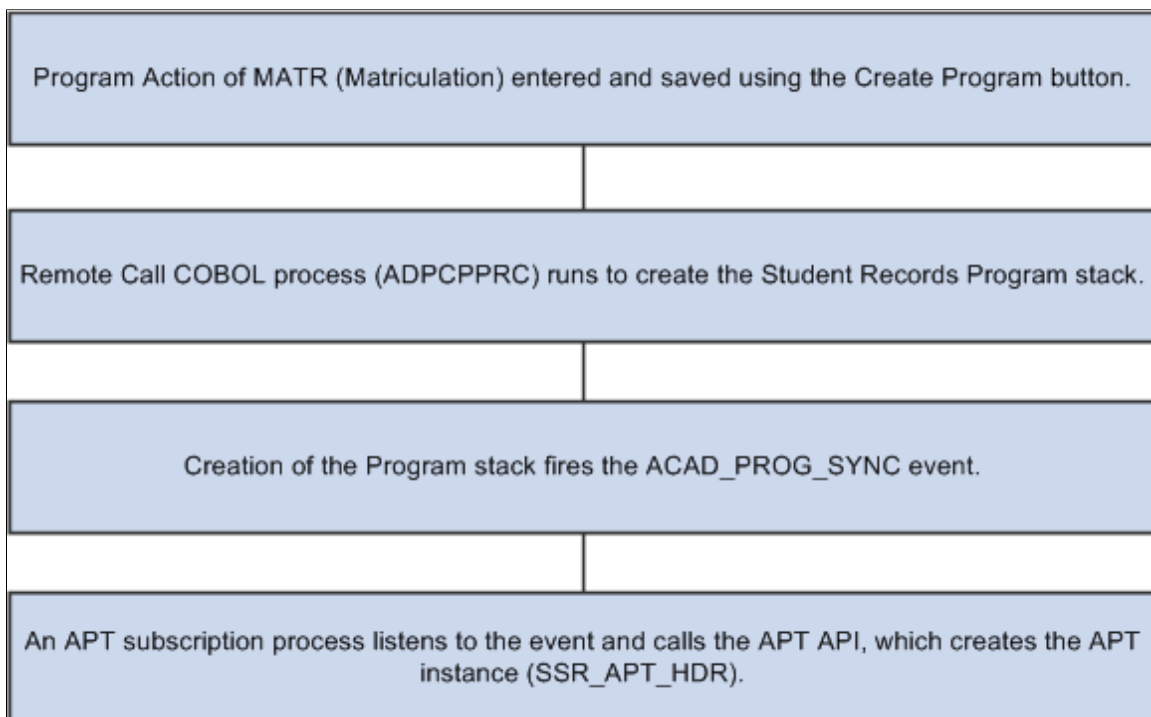 Program Action of MATR (Matriculation) entered and saved using the Create Program button.
Remote Call COBOL process (ADPCPPRC) runs to create the Student Records Program stack.
Creation of the Program stack fires the ACAD_PROG_SYNC event.
An APT subscription process listens to the event and calls the APT API, which creates the APT
instance (SSR_APT_HDR).